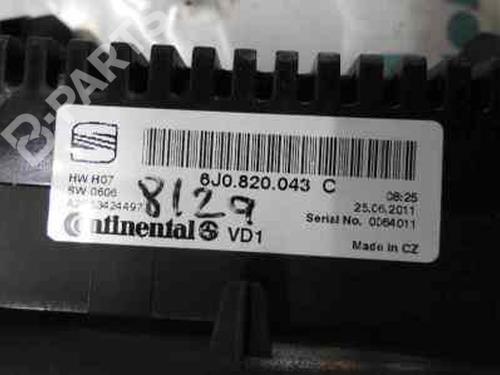 B-PARTS
6J0.820.043 C
HW H07
SW 0606
08:25
25.06.2011
8129
Serial No. 0064011
Continental VD1
Made in CZ